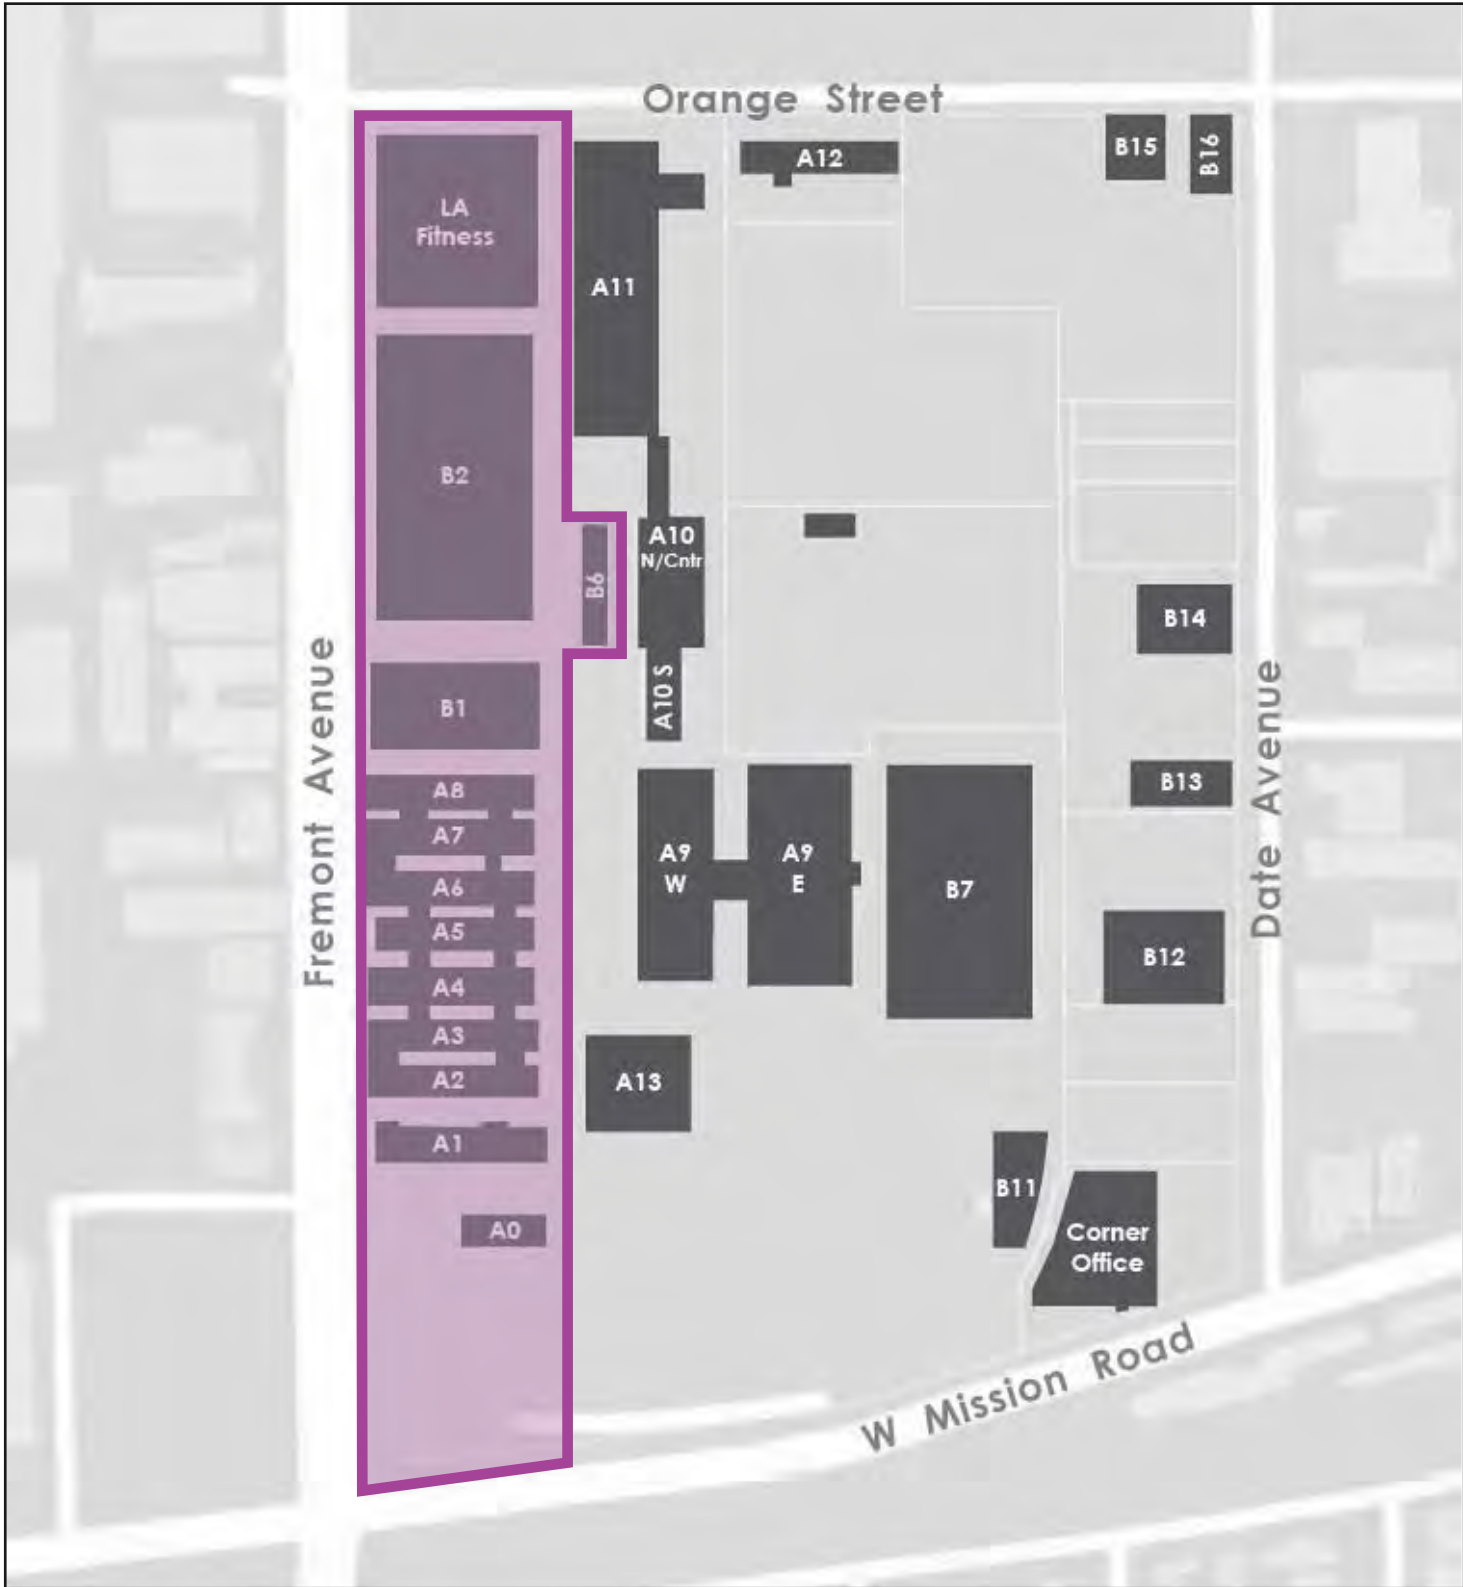 Orange Street
LA
Fitness
A11
A12
B15
B16
B2
B6
A10
N/Cntr
A10 S
B14
B1
Fremont Avenue
Date Avenue
A8
A7
A6
A5
A4
A3
A2
A1
A0
A9
W
A9
E
B7
B13
B12
A13
B11
Corner
Office
W Mission Road